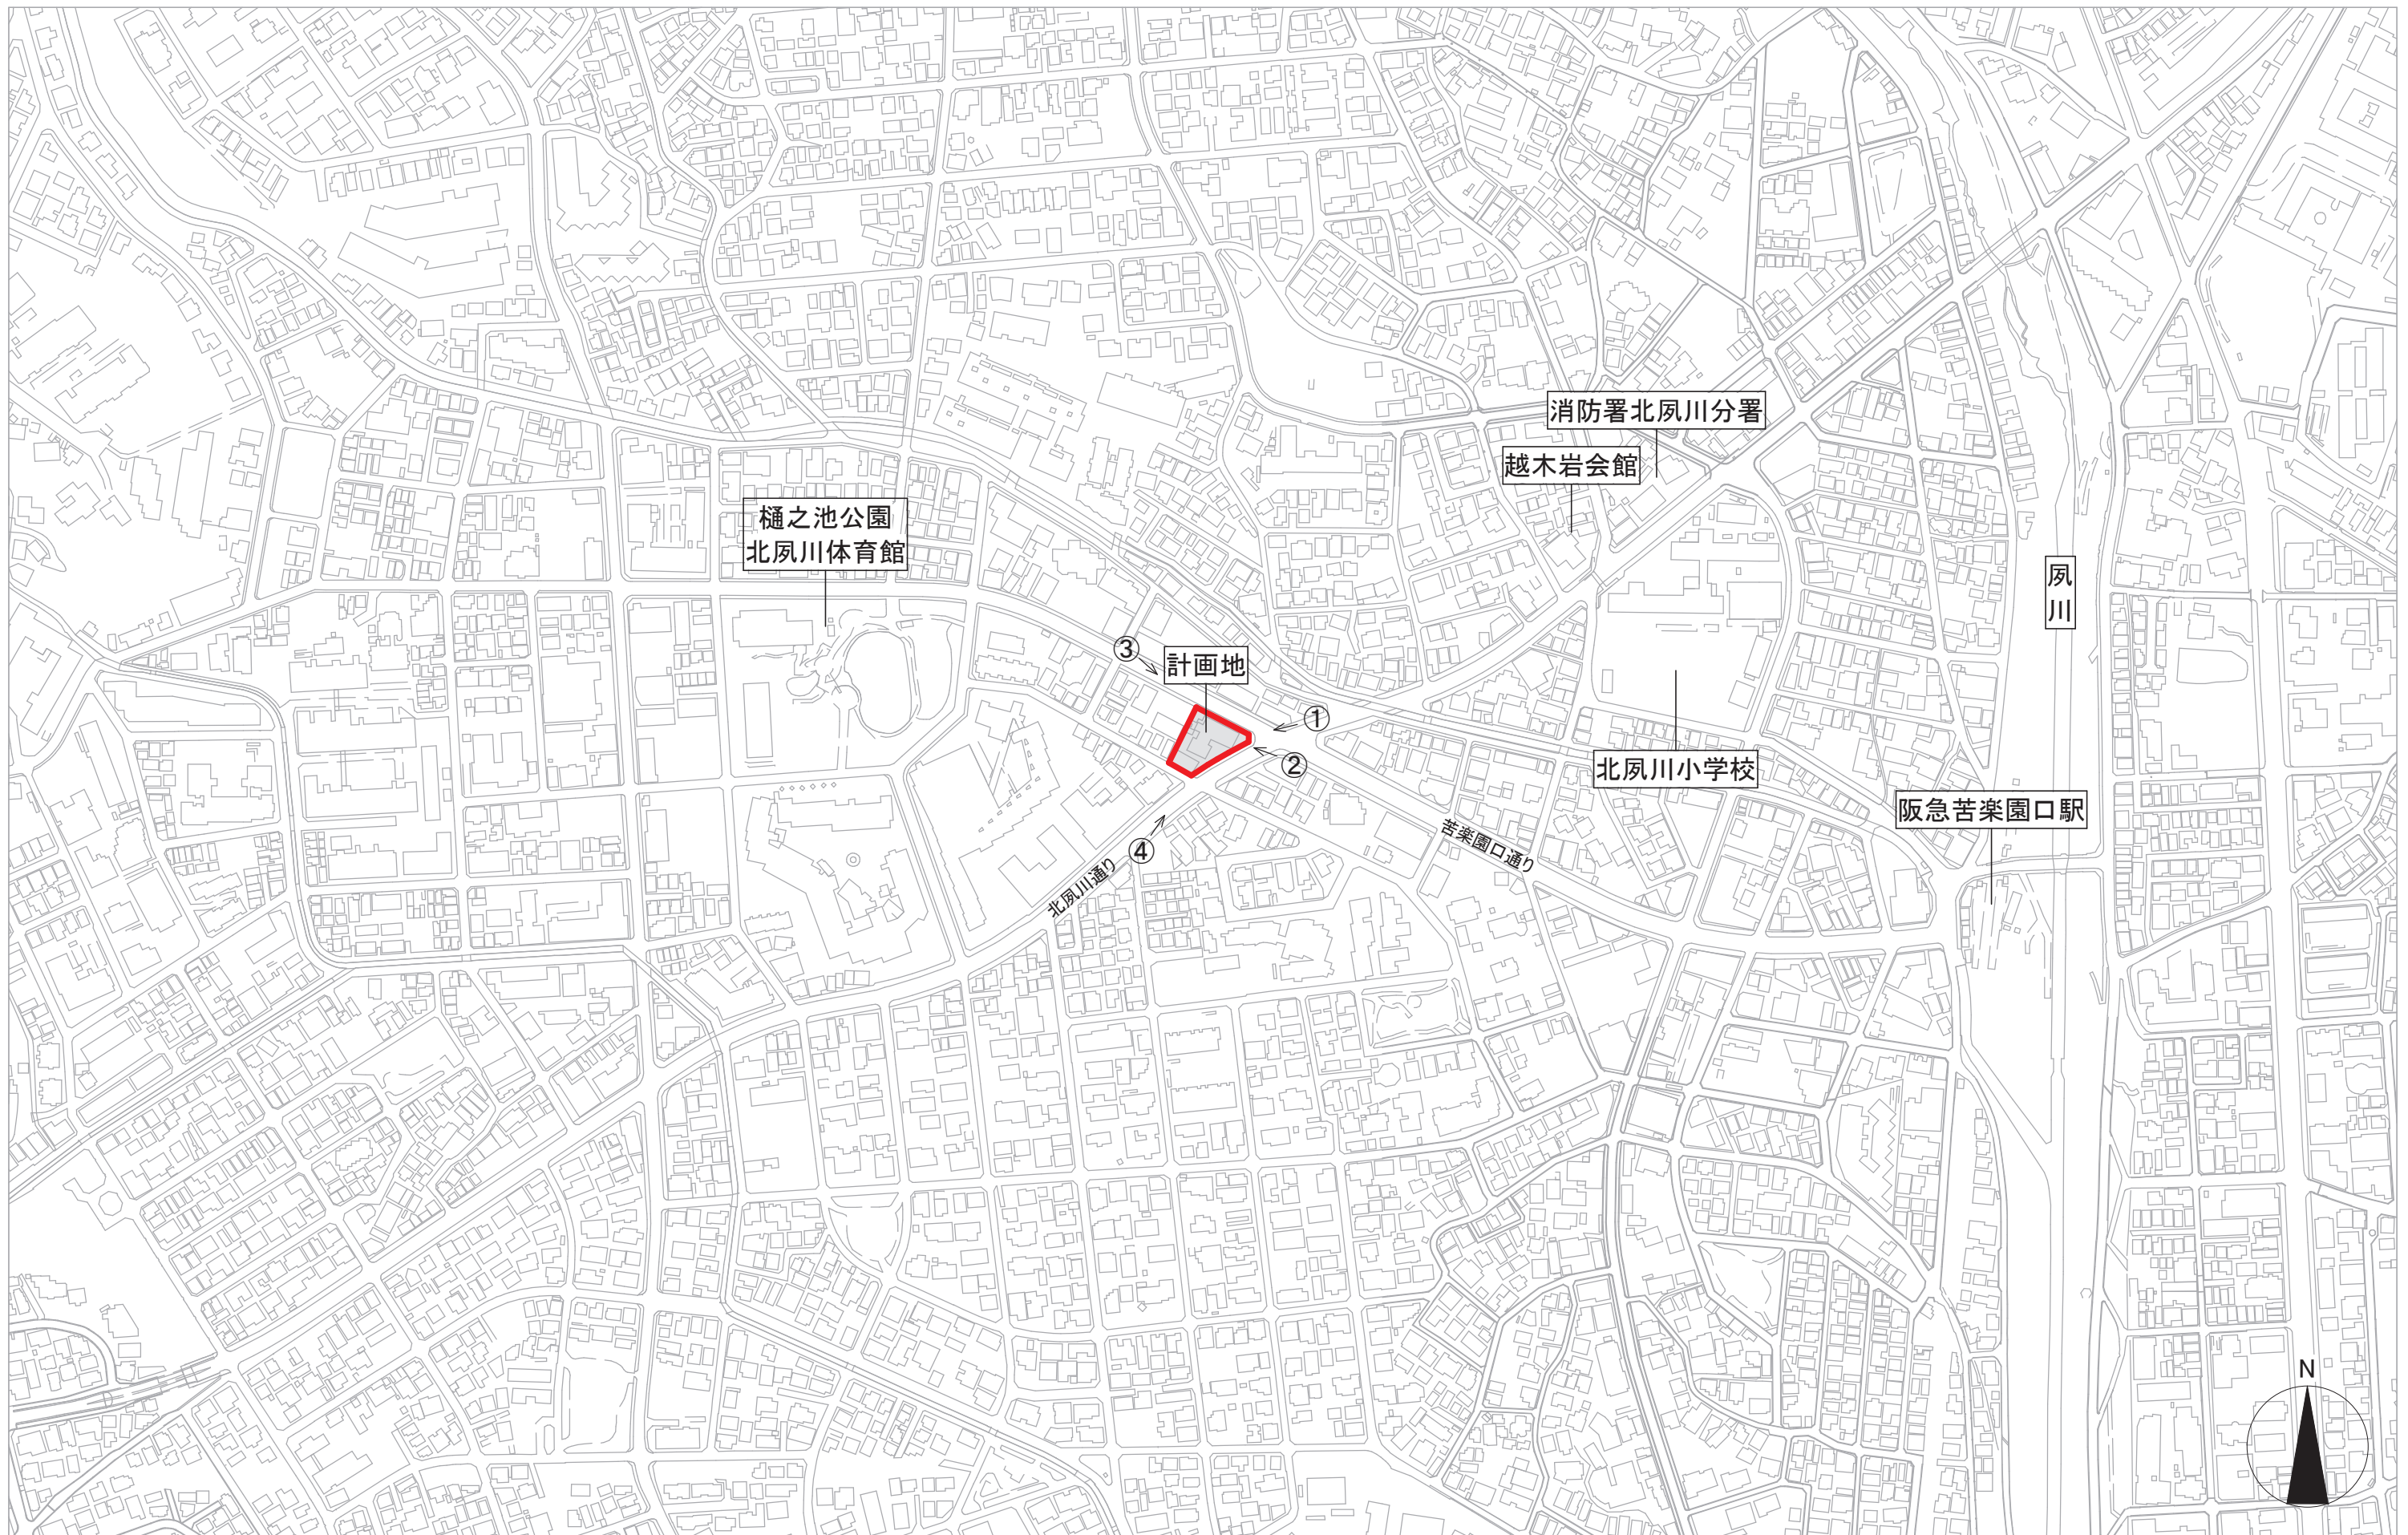 消防署北夙川分署
越木岩会館
樋之池公園
北夙川体育館
夙
川
③
計画地
①
②
北夙川小学校
阪急苦楽園口駅
苦楽園口通り
④
北夙川通り
N